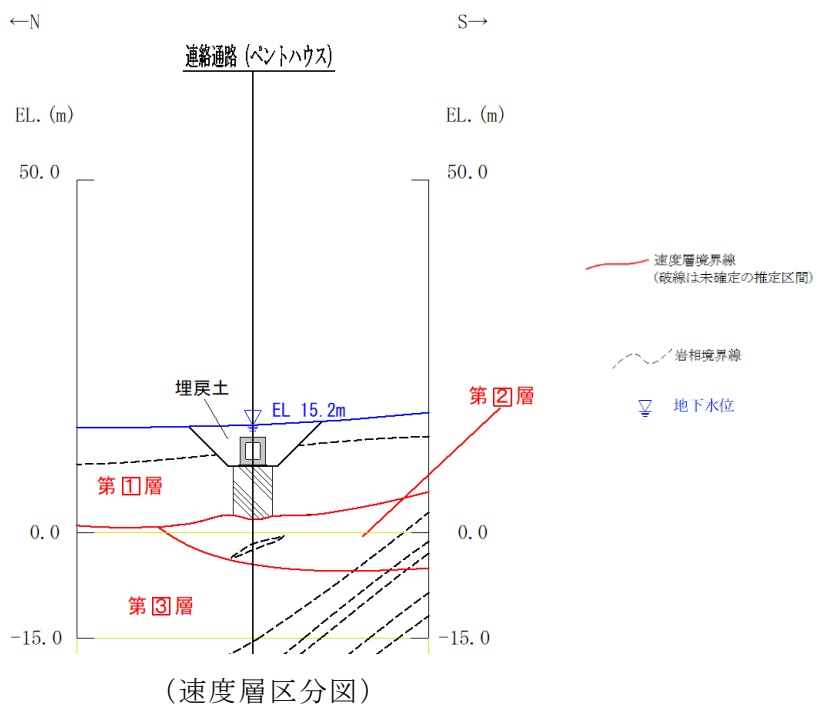 ←N
S→
連絡通路(ペントハウス)
EL.(m)
EL.(m)
50.0
50.0
速度層境界線
(破線は未確定の推定区間)
岩相境界線
地下水位
埋戻土
EL 15.2m
第2層
第1層
0.0
0.0
第3層
-15.0
-15.0
(速度層区分図)